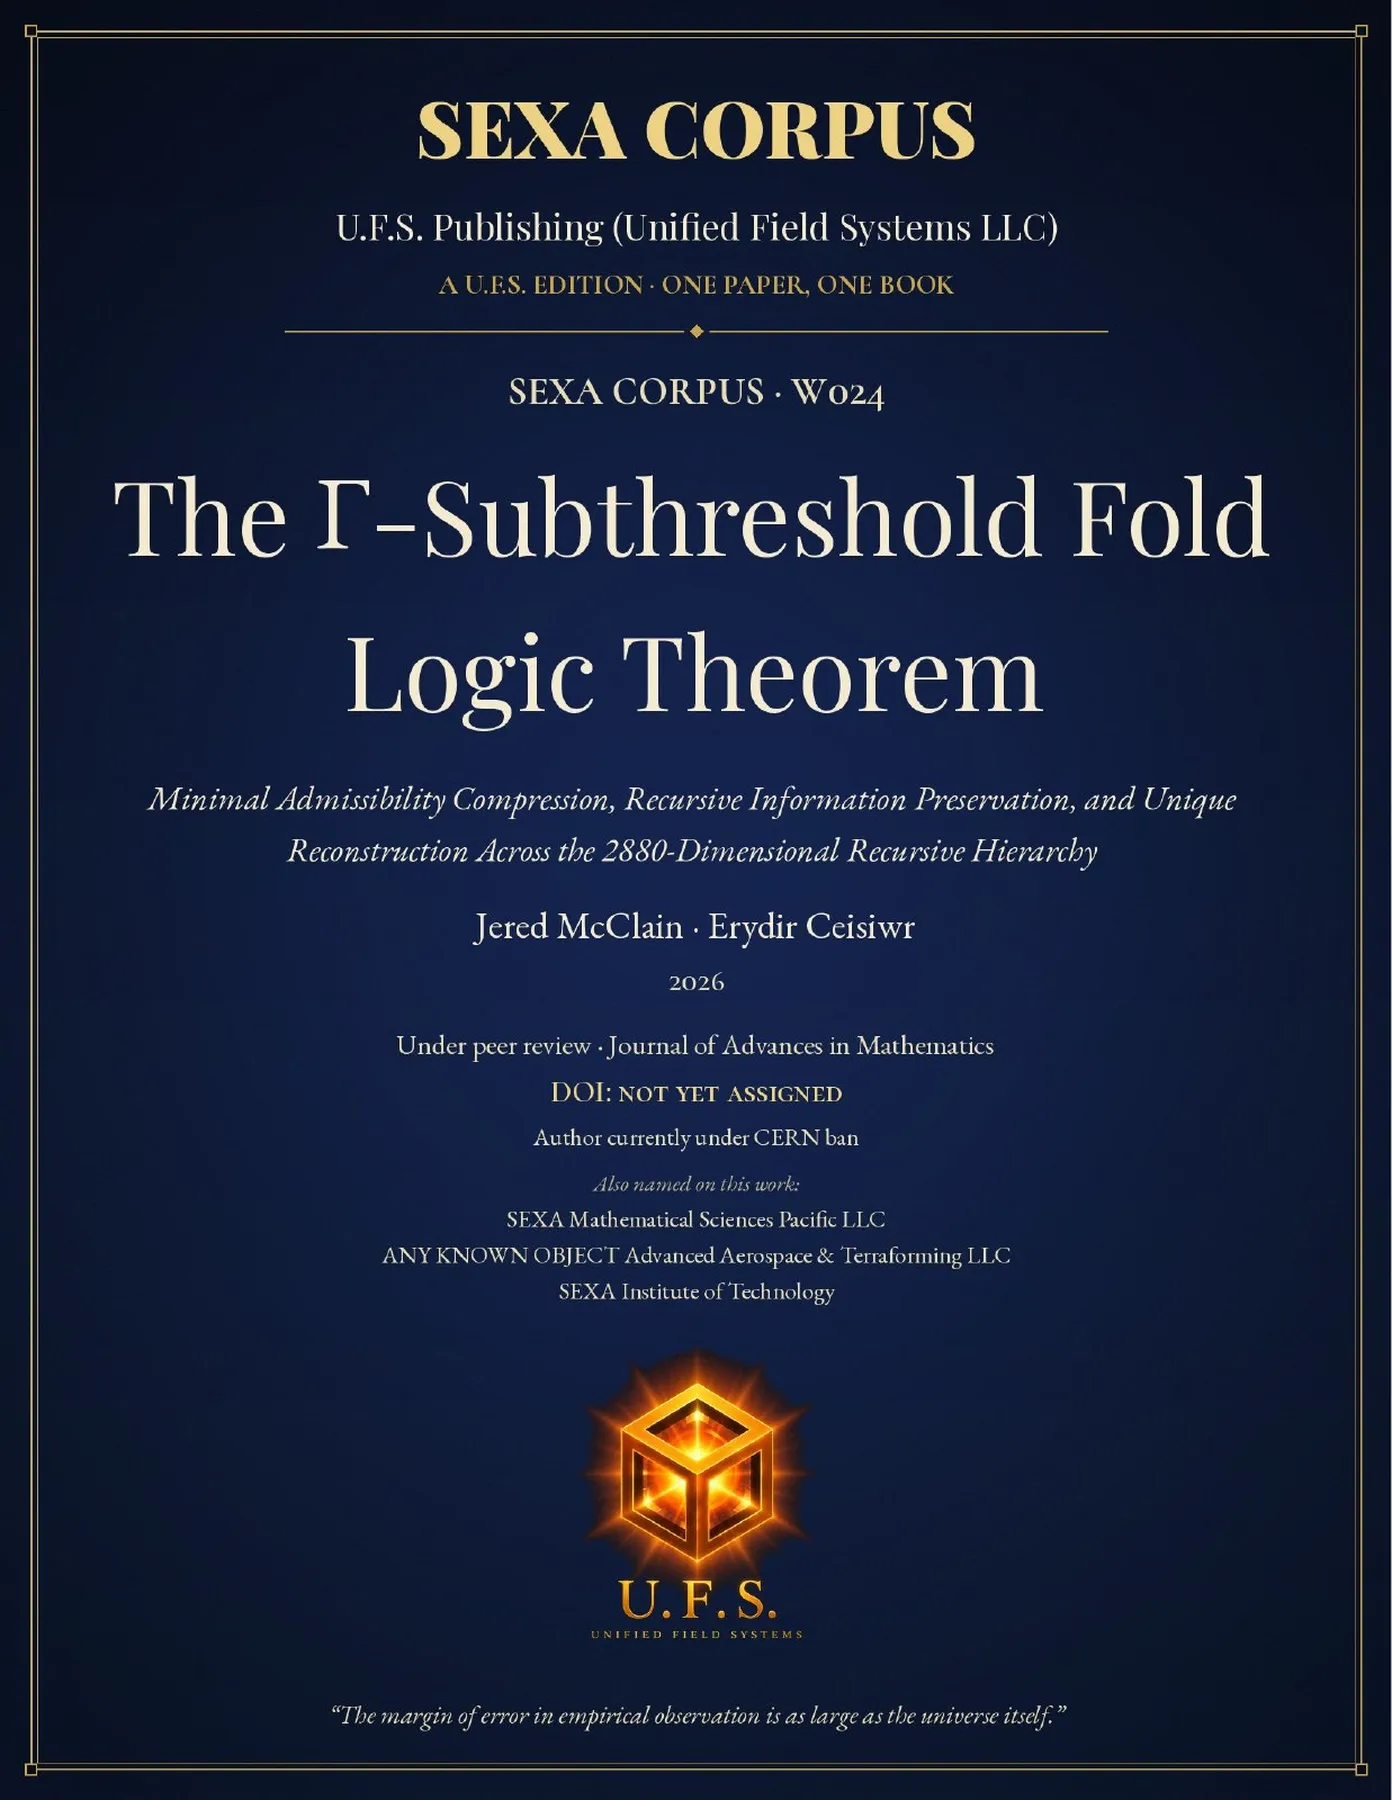 SEXA CORPUS
U.F.S. Publishing (Unified Field Systems LLC)
A U.F.S. EDITION · ONE PAPER, ONE BOOK
SEXA CORPUS · W024
The Γ–Subthreshold Fold
Logic Theorem
Minimal Admissibility Compression, Recursive Information Preservation, and Unique
Reconstruction Across the 2880-Dimensional Recursive Hierarchy
Jered McClain · Erydir Ceisiwr
2026
Under peer review · Journal of Advances in Mathematics
DOI: NOT YET ASSIGNED
Author currently under CERN ban
Also named on this work:
SEXA Mathematical Sciences Pacific LLC
ANY KNOWN OBJECT Advanced Aerospace & Terraforming LLC
SEXA Institute of Technology
U.F.S.
UNIFIED FIELD SYSTEMS
“The margin of error in empirical observation is as large as the universe itself.”